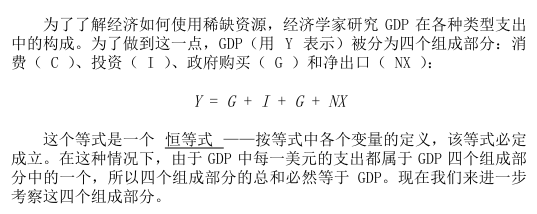 为了了解经济如何使用稀缺资源，经济学家研究 GDP 在各种类型支出
中的构成。为了做到这一点，GDP（用 Y 表示）被分为四个组成部分：消
费（ C ）、投资（ I ）、政府购买（ G ）和净出口（ NX ）：
Y = G + I + G + NX
这个等式是一个 恒等式 ——按等式中各个变量的定义，该等式必定
成立。在这种情况下，由于 GDP 中每一美元的支出都属于 GDP 四个组成部
分中的一个，所以四个组成部分的总和必然等于 GDP。现在我们来进一步
考察这四个组成部分。